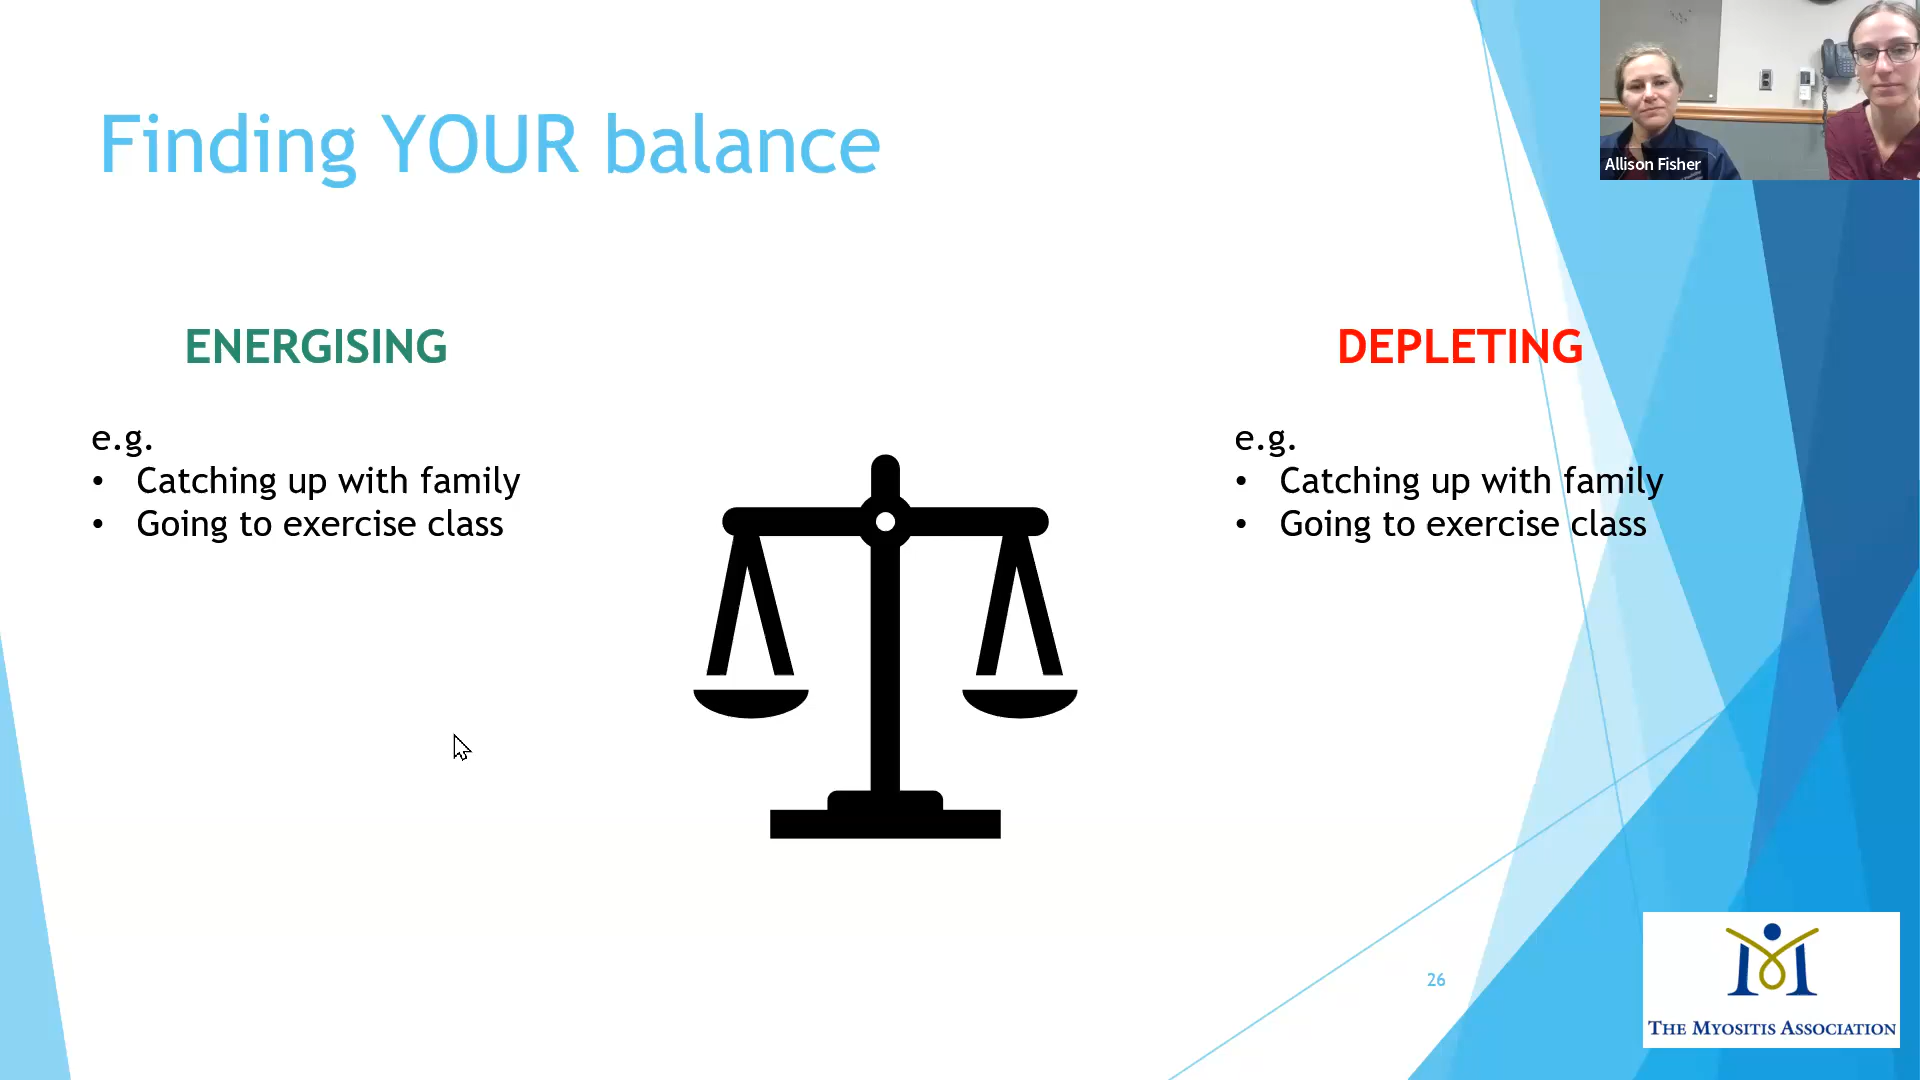 Finding YOUR balance
Allison Fisher
ENERGISING
e.g.
• Catching up with family
• Going to exercise class
DEPLETING
e.g.
• Catching up with family
• Going to exercise class
26
THE MYOSITIS ASSOCIATION